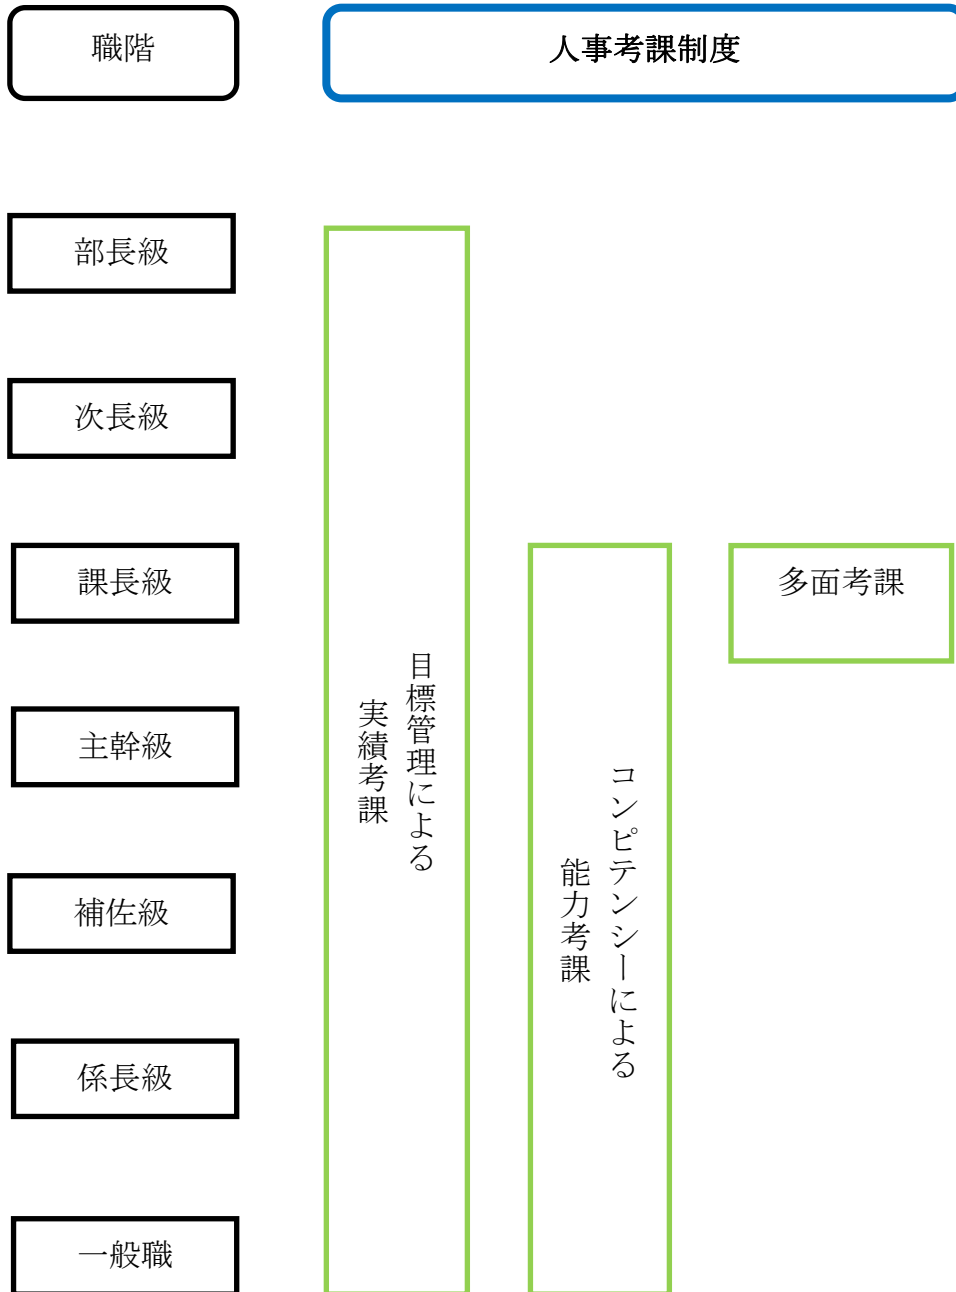 職階
人事考課制度
部長級
次長級
課長級
主幹級
補佐級
係長級
一般職
目標管理による
実績考課
コンピテンシーによる
能力考課
多面考課